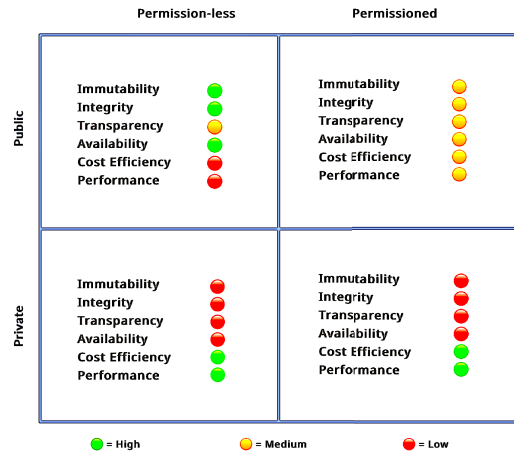 Permission-less
Permissioned
Public
Immutability
Integrity
Transparency
Availability
Cost Efficiency
Performance
Immutability
Integrity
Transparency
Availability
Cost Efficiency
Performance
Private
Immutability
Integrity
Transparency
Availability
Cost Efficiency
Performance
Immutability
Integrity
Transparency
Availability
Cost Efficiency
Performance
= High
= Medium
= Low